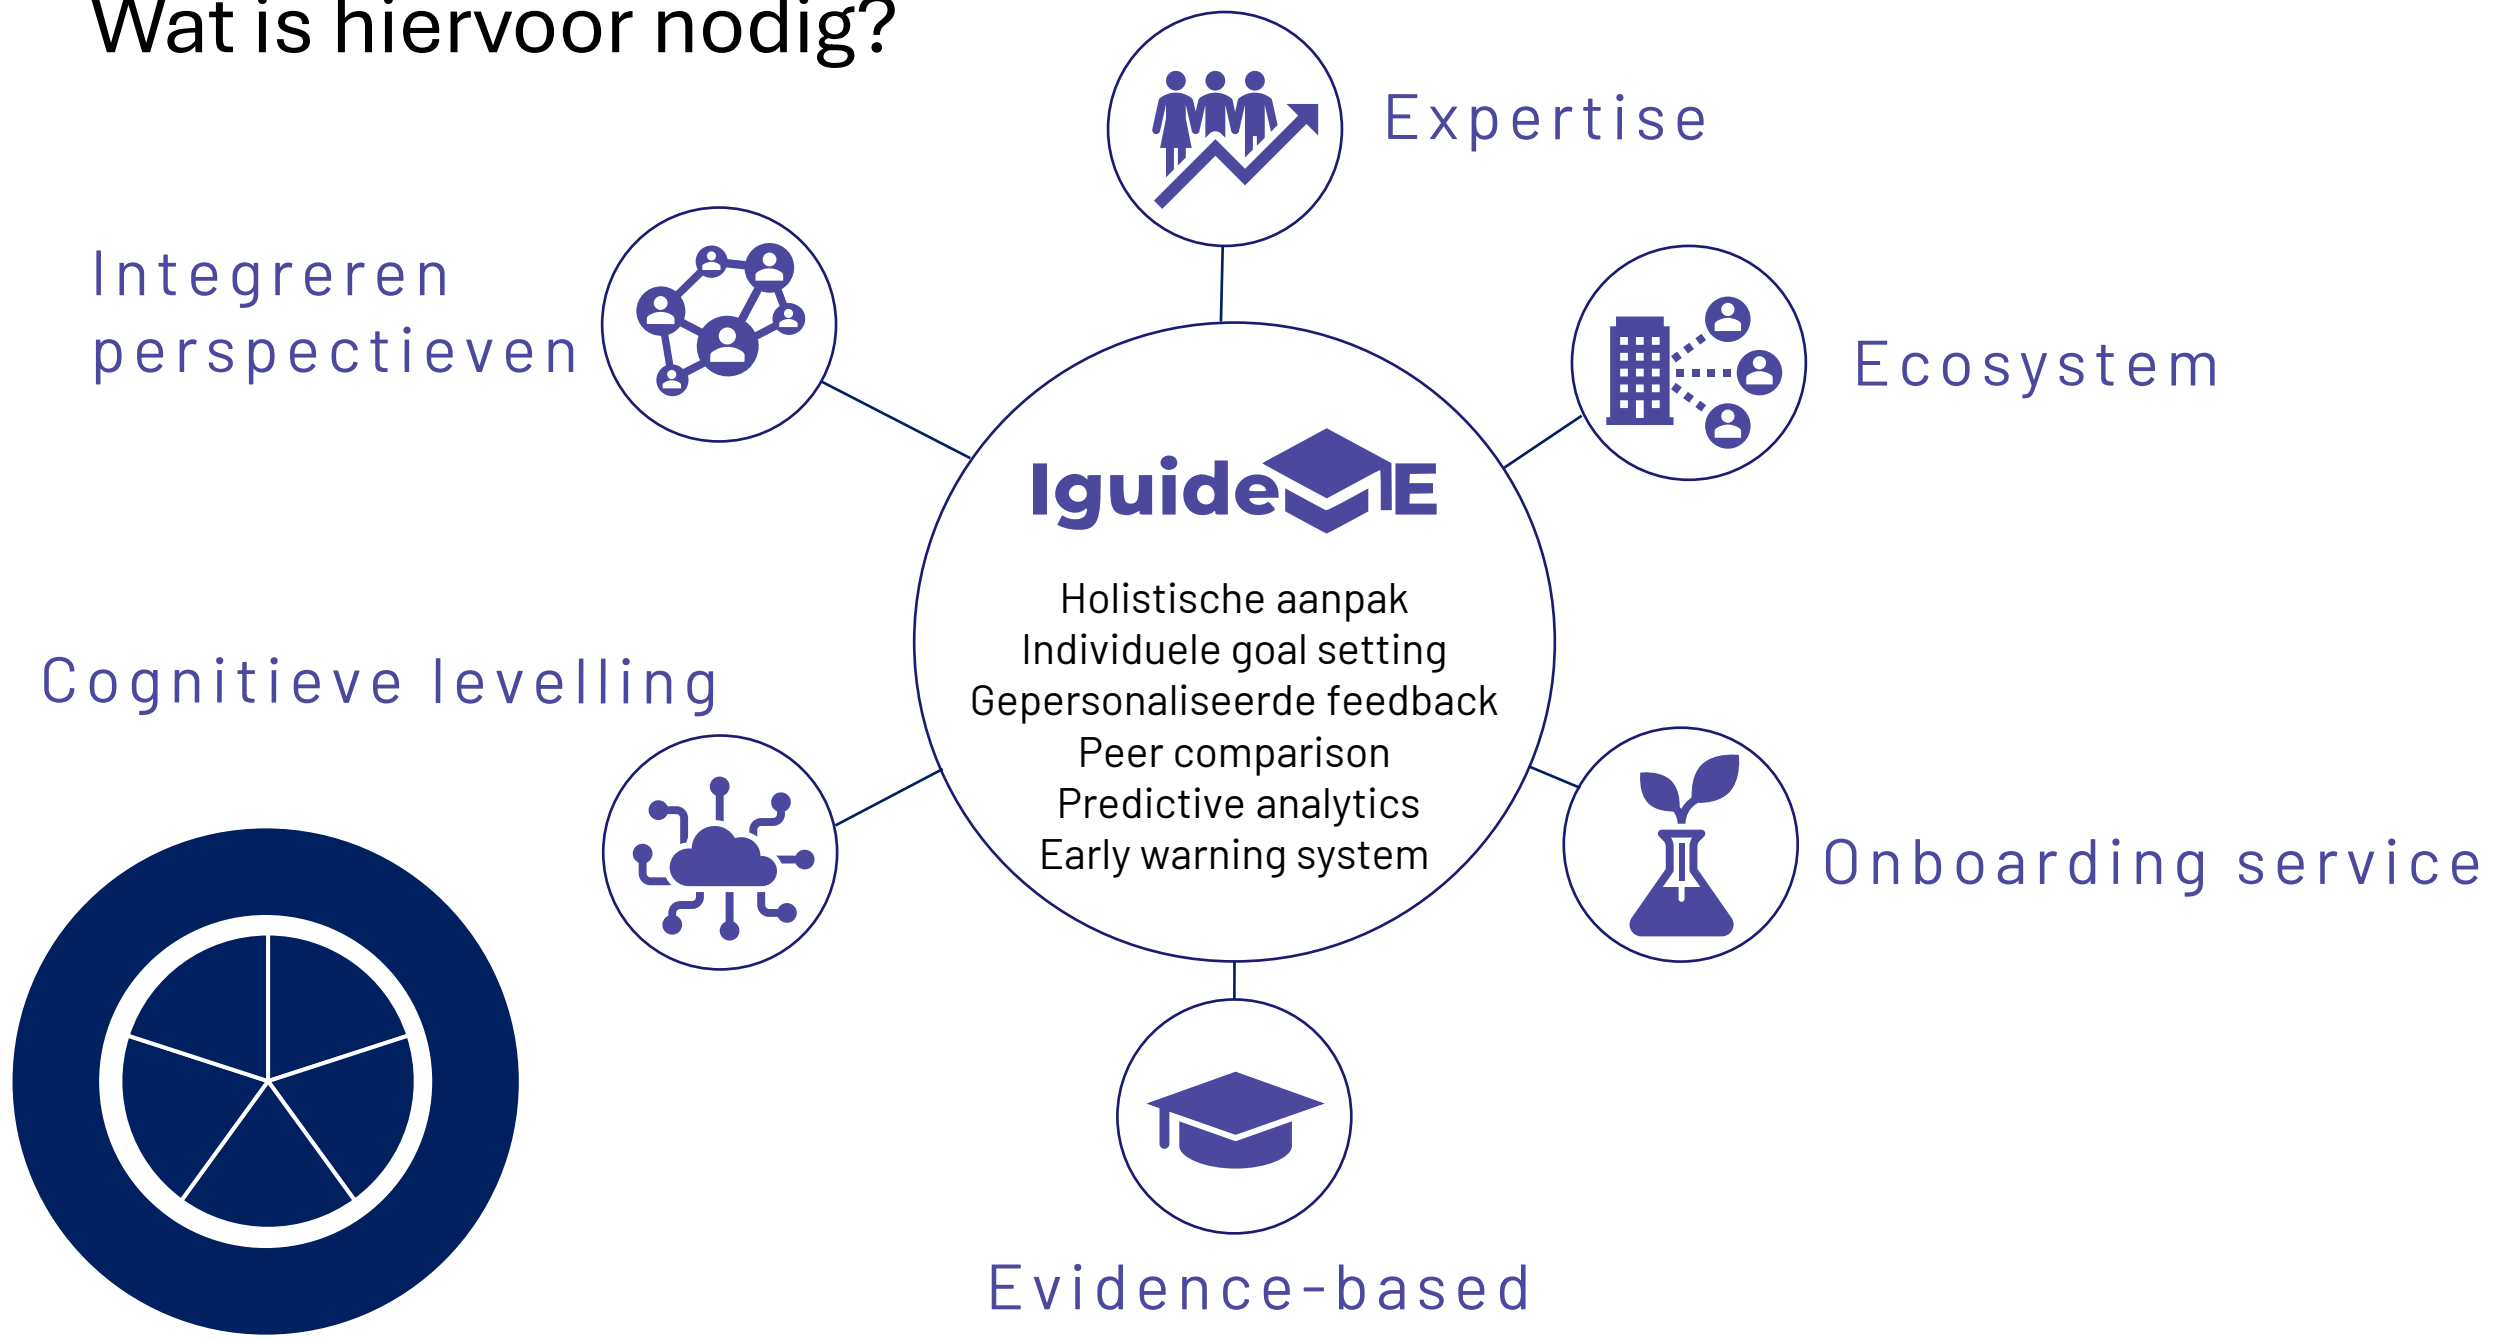 Wat is hiervoor nodig?
Expertise
Integreren
perspectieven
Ecosystem
IguideME
Holistische aanpak
Individuele goal setting
Gepersonaliseerde feedback
Peer comparison
Predictive analytics
Early warning system
Cognitieve levelling
Onboarding service
Evidence-based